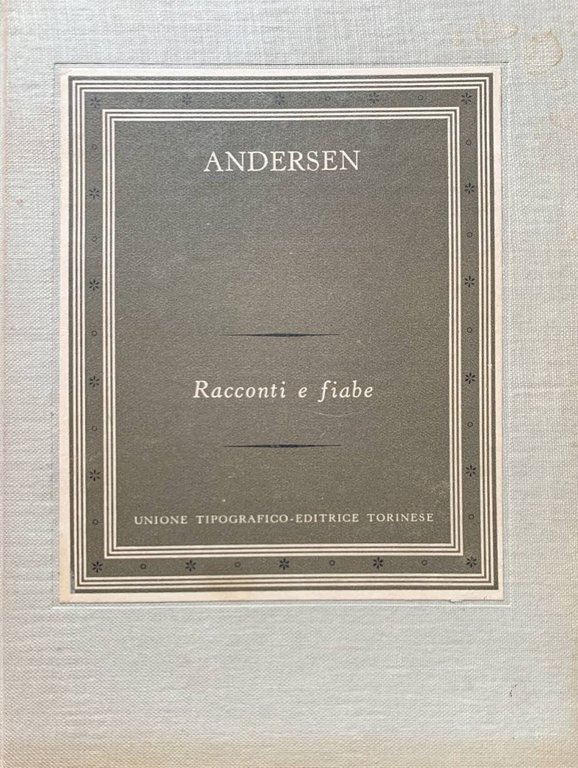 ANDERSEN
Racconti e fiabe
UNIONE TIPOGRAFICO-EDITRICE TORINESE